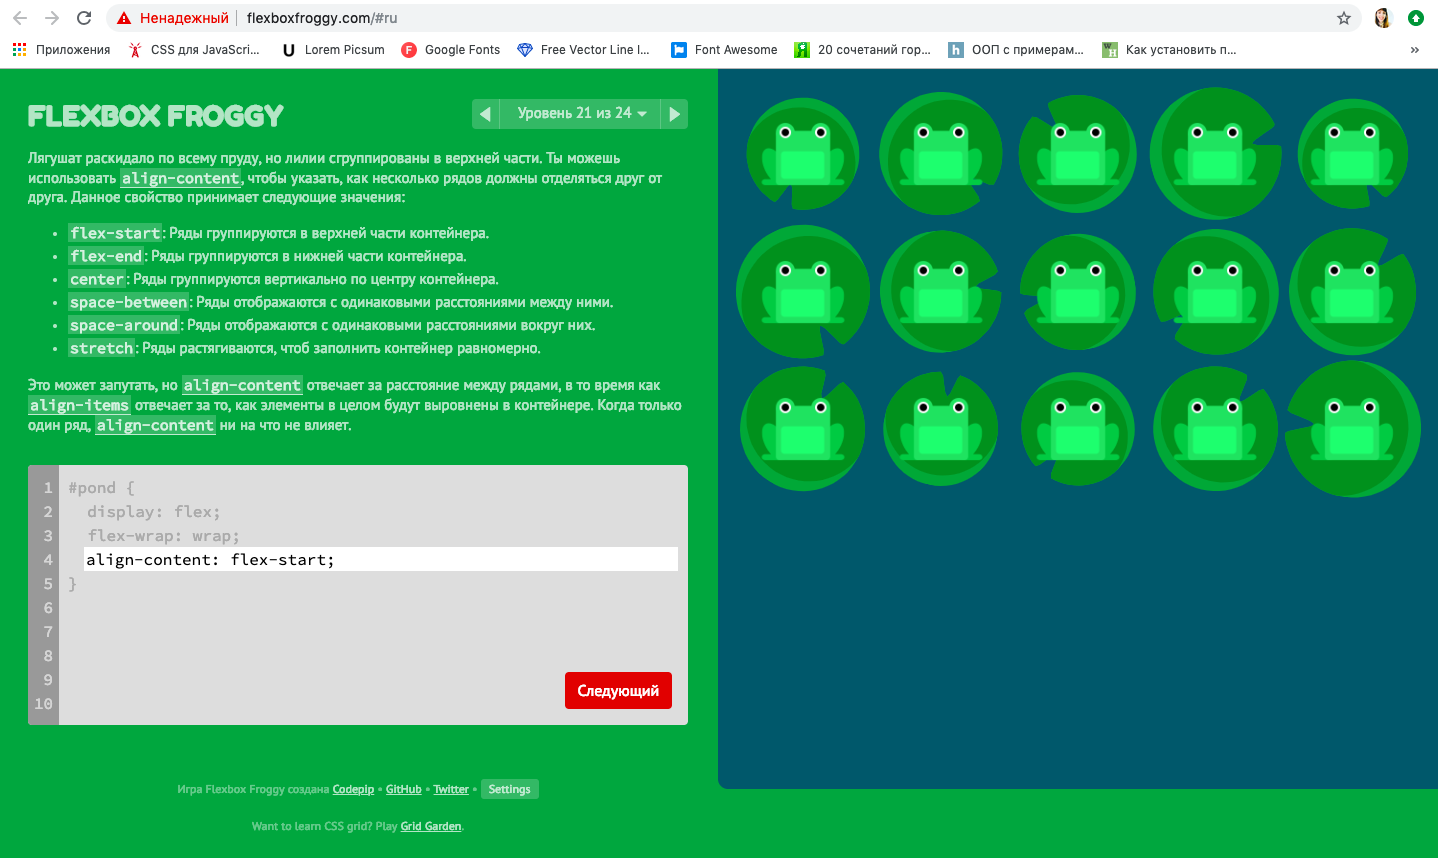 Ненадежный flexboxfroggy.com/#ru
Приложения CSS для JavaScri... Lorem Picsum Google Fonts Free Vector Line I... Font Awesome 20 сочетаний гор... ООП с примерам... Как установить п... »
FLEXBOX FROGGY
Уровень 21 из 24
Лягушат раскидало по всему пруду, но лилии сгруппированы в верхней части. Ты можешь
использовать align-content, чтобы указать, как несколько рядов должны отделяться друг от
друга. Данное свойство принимает следующие значения:
• flex-start: Ряды группируются в верхней части контейнера.
• flex-end: Ряды группируются в нижней части контейнера.
• center: Ряды группируются вертикально по центру контейнера.
• space-between: Ряды отображаются с одинаковыми расстояниями между ними.
• space-around: Ряды отображаются с одинаковыми расстояниями вокруг них.
• stretch: Ряды растягиваются, чтоб заполнить контейнер равномерно.
Это может запутать, но align-content отвечает за расстояние между рядами, в то время как
align-items отвечает за то, как элементы в целом будут выровнены в контейнере. Когда только
один ряд, align-content ни на что не влияет.
1 #pond {
2 display: flex;
3 flex-wrap: wrap;
4 align-content: flex-start;
5 }
6
7
8
9
10
Следующий
Игра Flexbox Froggy создана Codepip • GitHub • Twitter • Settings
Want to learn CSS grid? Play Grid Garden.